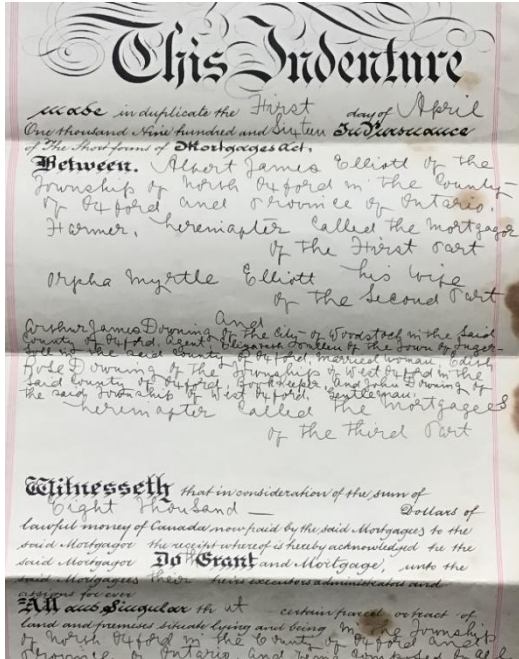 This Indenture
made in duplicate the First day of April
One thousand Nine hundred and Sixteen In Pursuance
of The Short forms of Mortgages Act,
Between. Albert James Elliott of the
Township of North Oxford in the County
of Oxford and Province of Ontario,
Farmer, hereinafter called the Mortgagor
of the First Part
Orpha Myrtle Elliott his wife
of the Second Part
And
Arthur James Downing of the City of Woodstock in the said
County of Oxford, Agent, Elizabeth of the Town of Inger-
soll in the said County of Oxford, married woman, Edith
Rose Downing of the Township of West Oxford in the
said County of Oxford, Bookkeeper, and John Downing of
the said Township of West Oxford, Gentleman.
hereinafter called the Mortgagees
of the Third Part
Witnesseth that in consideration of the sum of
Eight Thousand — Dollars of
lawful money of Canada now paid by the said Mortgagees to the
said Mortgagor the receipt whereof is hereby acknowledged he the
said Mortgagor Doth Grant and Mortgage, unto the
said Mortgagees their heirs executors administrators and
assigns for ever
All and Singular that certain parcel or tract of
land and premises situate lying and being in the Township
of North Oxford in the County of Oxford and
Province of Ontario, and being composed